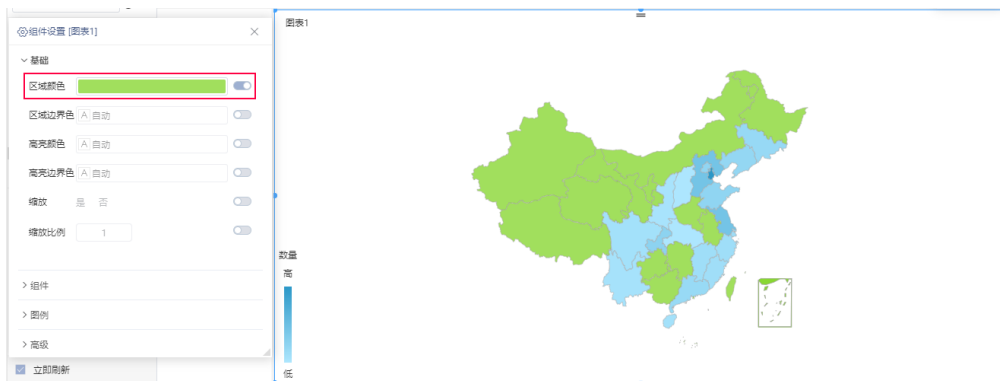 组件设置 [图表1]
基础
区域颜色
区域边界色 A 自动
高亮颜色 A 自动
高亮边界色 A 自动
缩放 是 否
缩放比例 1
组件
图例
高级
立即刷新
图表1
数量
高
低